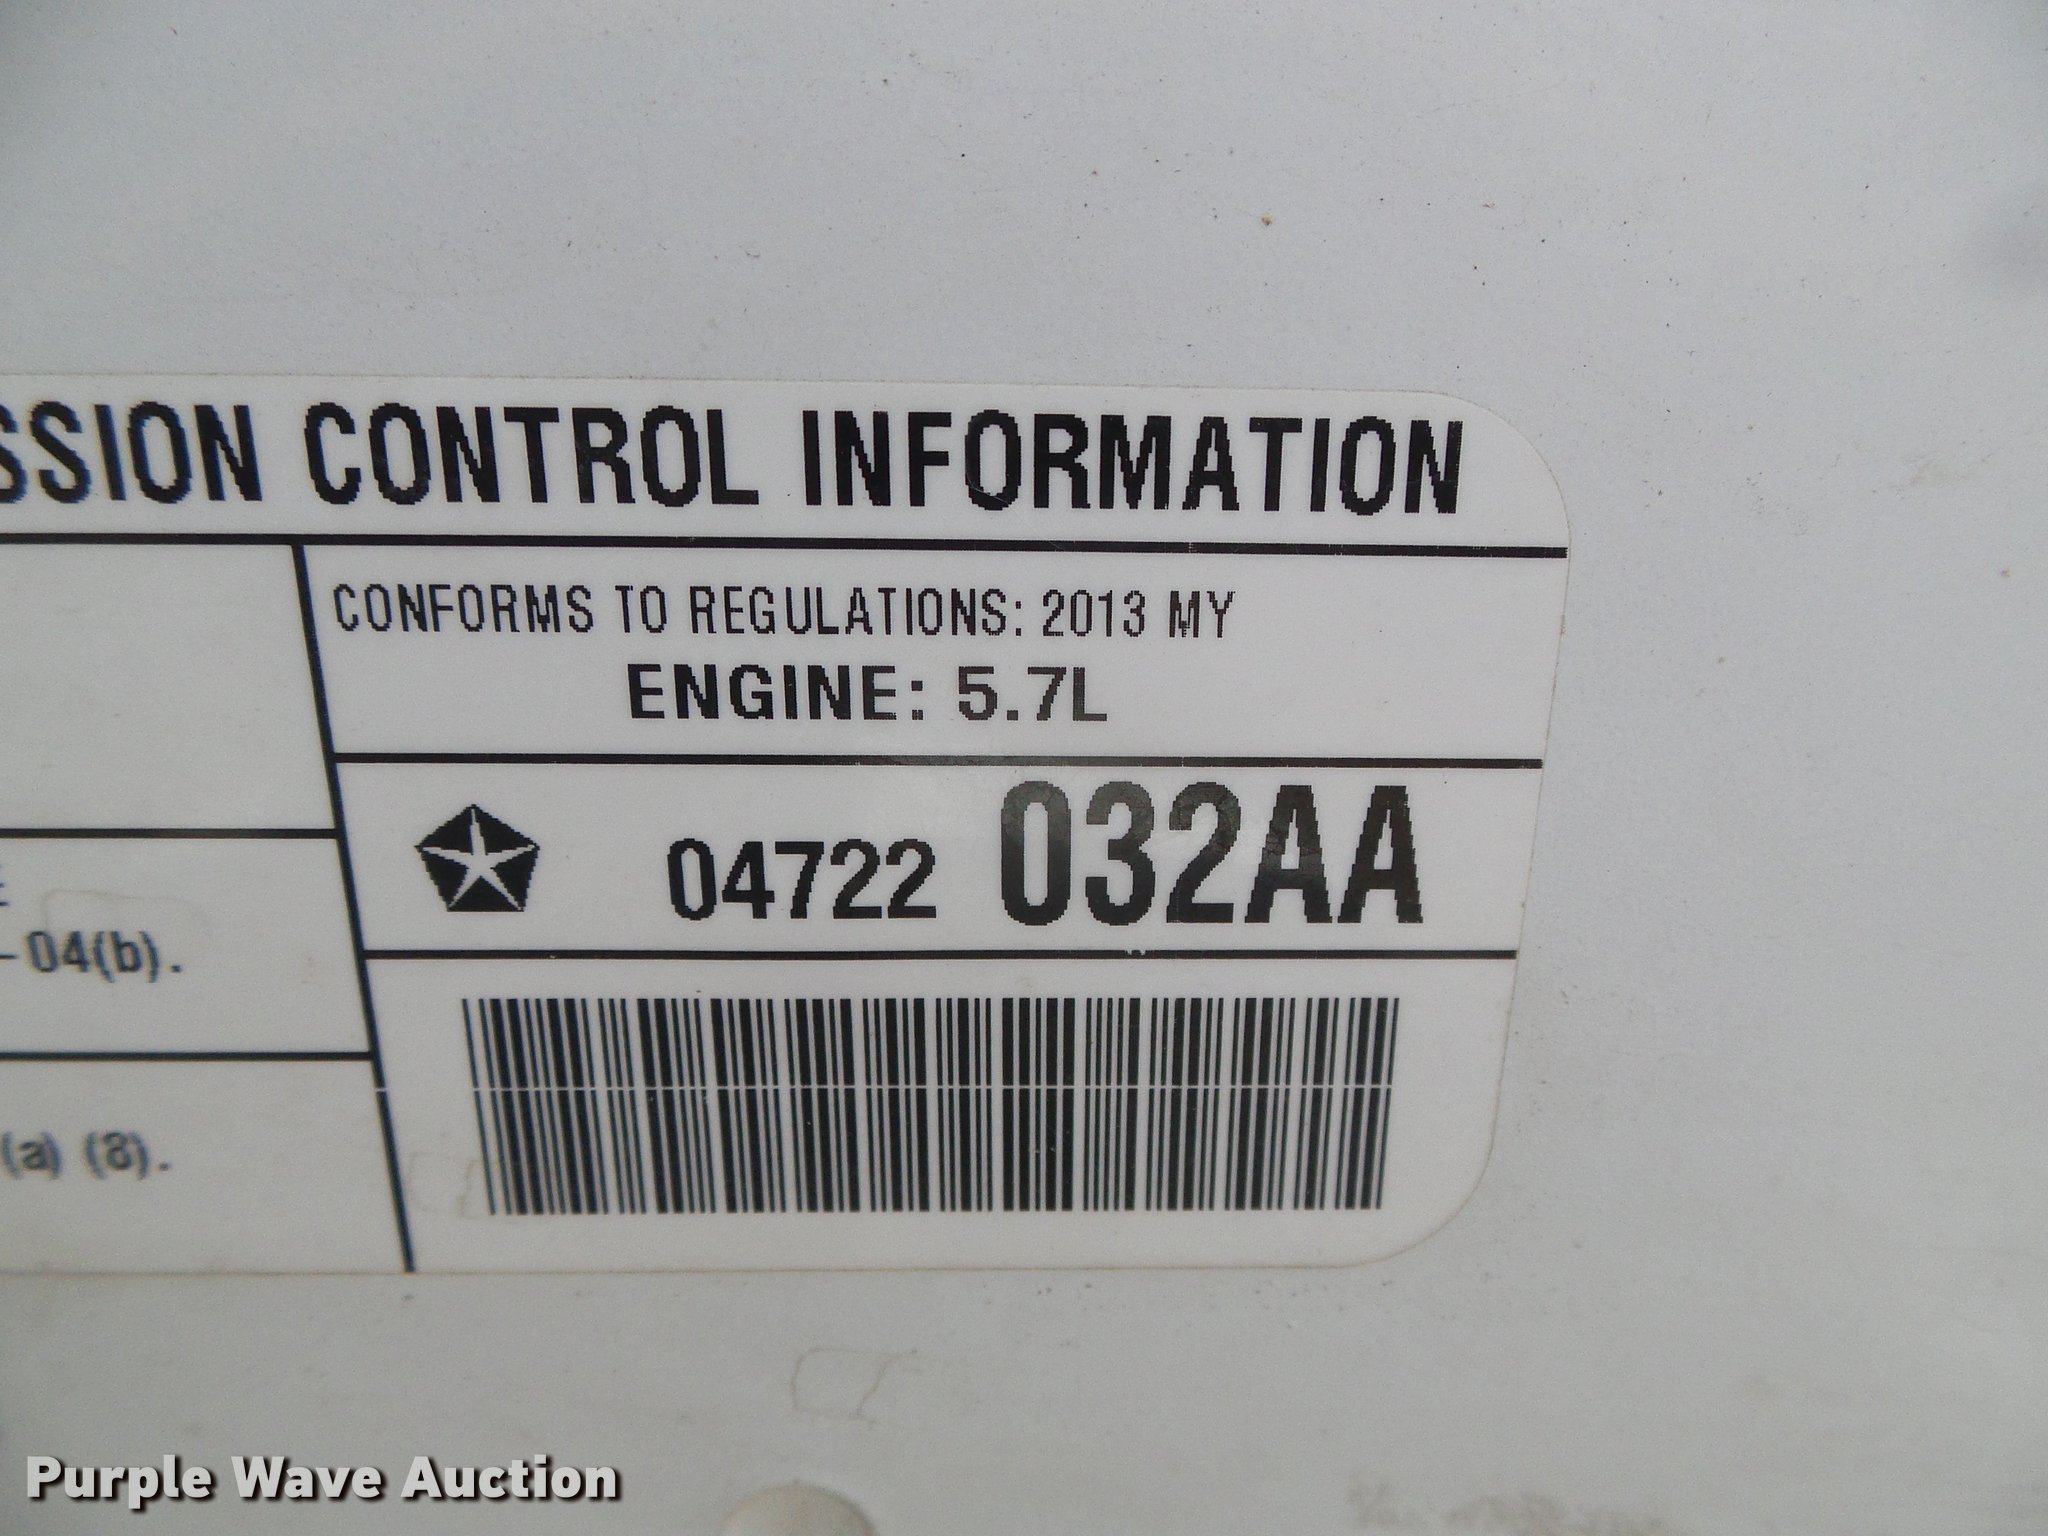 SSION CONTROL INFORMATION
CONFORMS TO REGULATIONS: 2013 MY
ENGINE: 5.7L
04722 032AA
-04(b).
(a) (8).
Purple Wave Auction